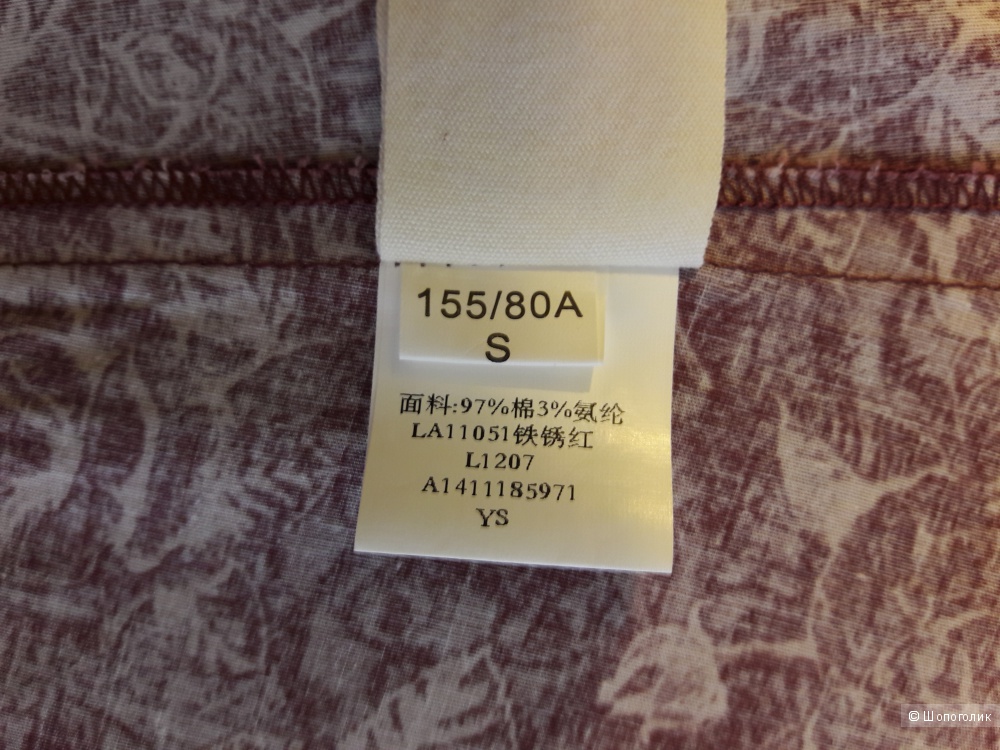 155/80A
S
面料:97%棉3%氨纶
LA11051铁锈红
L1207
A1411185971
YS
© Шопоголик